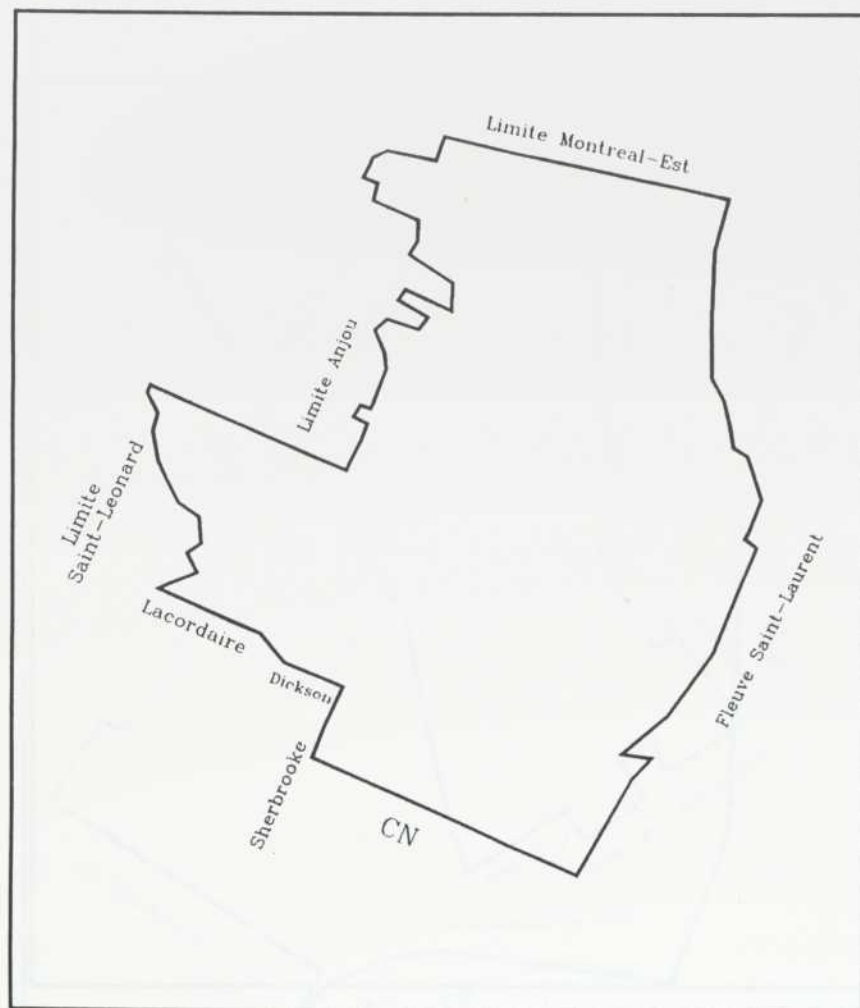 Limite Montreal-Est
Limite Anjou
Limite
Saint-Leonard
Lacordaire
Dickson
Sherbrooke
CN
Fleuve Saint-Laurent